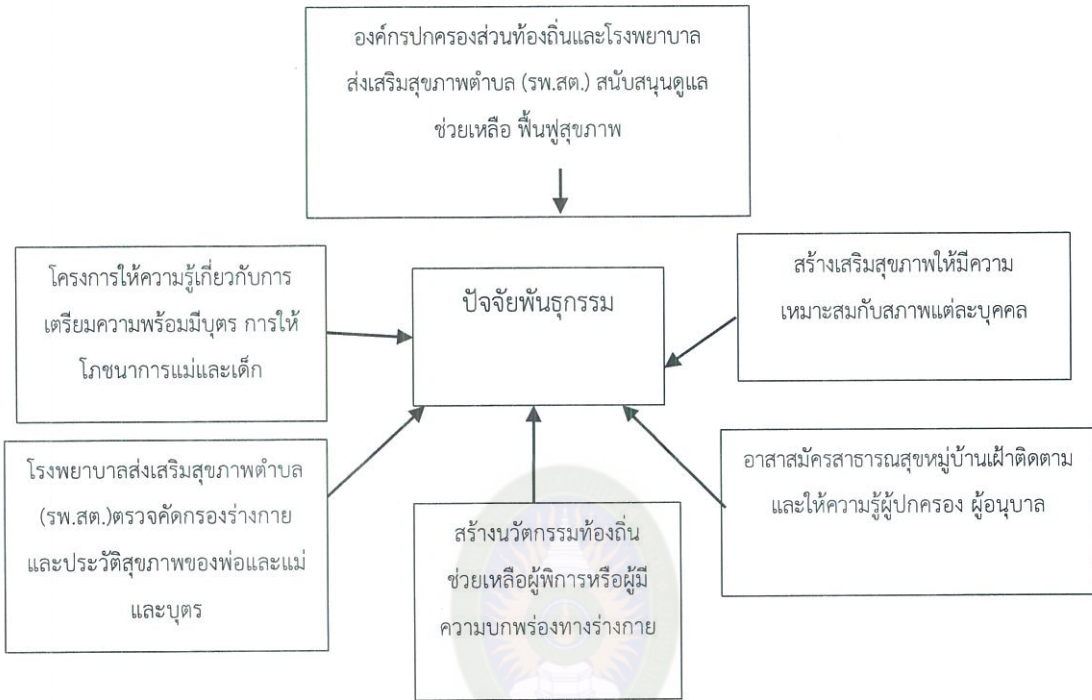 องค์กรปกครองส่วนท้องถิ่นและโรงพยาบาล
ส่งเสริมสุขภาพตำบล (รพ.สต.) สนับสนุนดูแล
ช่วยเหลือ ฟื้นฟูสุขภาพ
โครงการให้ความรู้เกี่ยวกับการ
เตรียมความพร้อมมีบุตร การให้
โภชนาการแม่และเด็ก
ปัจจัยพันธุกรรม
สร้างเสริมสุขภาพให้มีความ
เหมาะสมกับสภาพแต่ละบุคคล
โรงพยาบาลส่งเสริมสุขภาพตำบล
(รพ.สต.)ตรวจคัดกรองร่างกาย
และประวัติสุขภาพของพ่อและแม่
และบุตร
สร้างนวัตกรรมท้องถิ่น
ช่วยเหลือผู้พิการหรือผู้มี
ความบกพร่องทางร่างกาย
อาสาสมัครสาธารณสุขหมู่บ้านเฝ้าติดตาม
และให้ความรู้ผู้ปกครอง ผู้อนุบาล